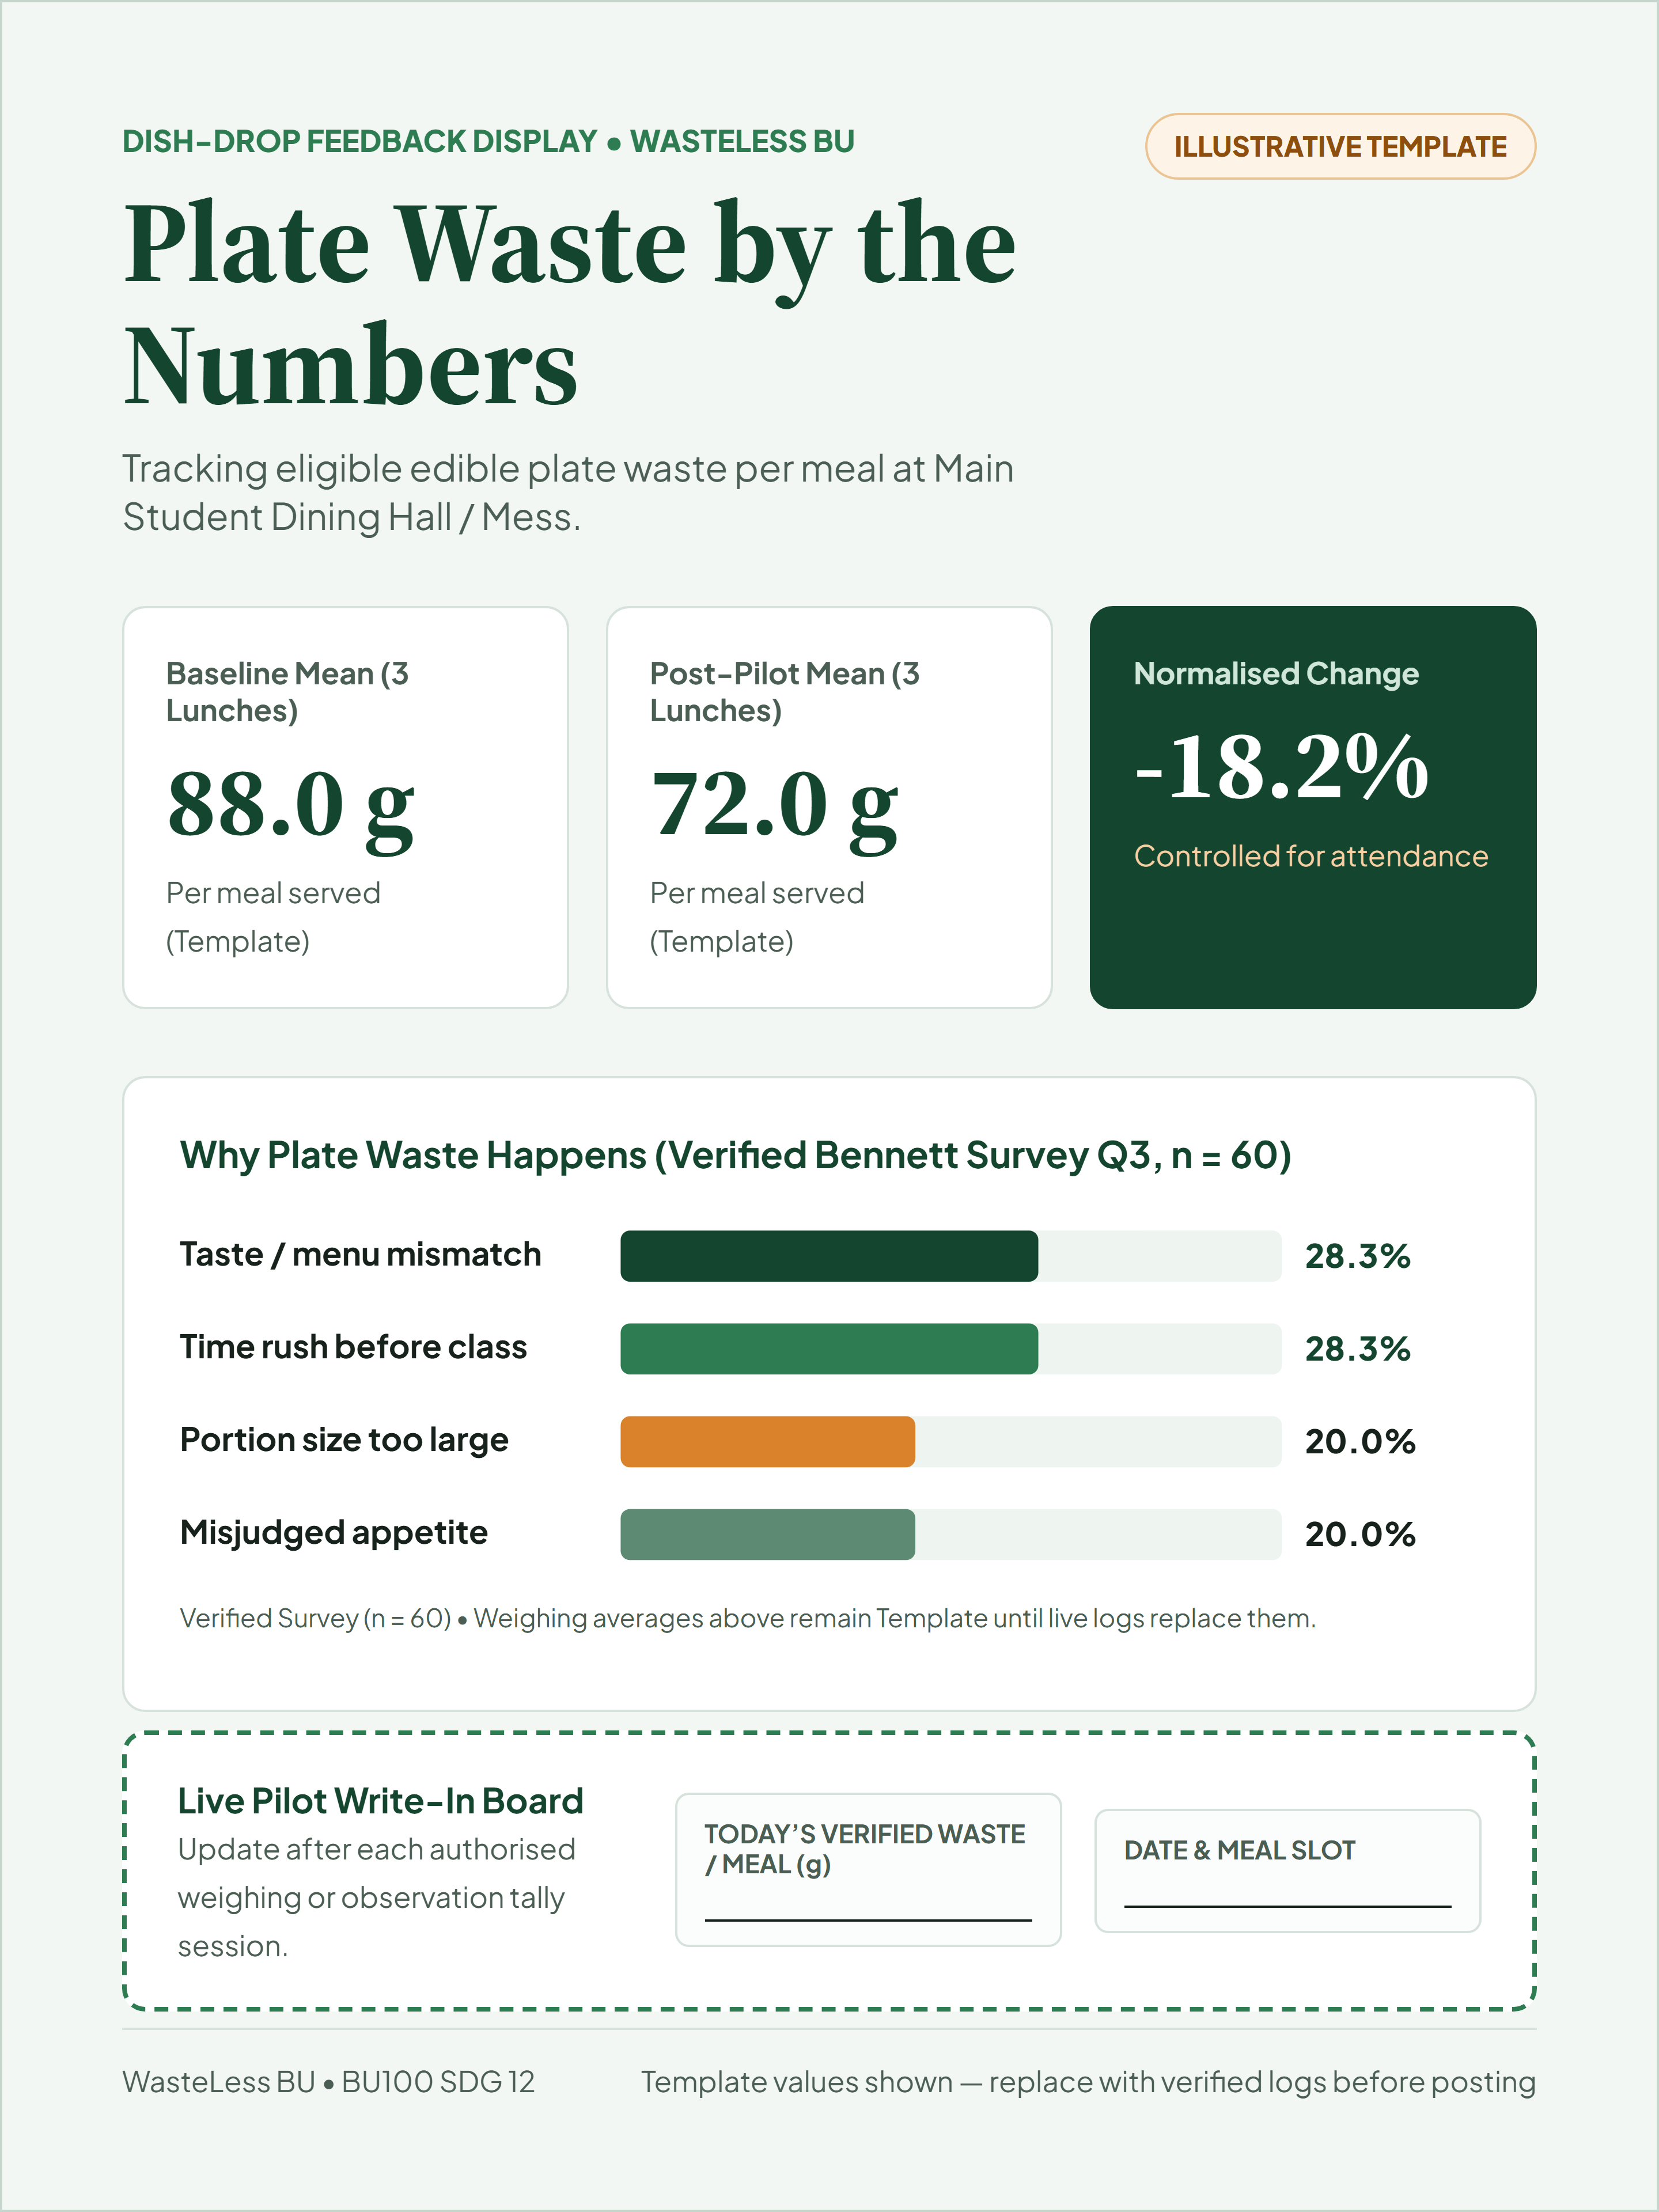 DISH-DROP FEEDBACK DISPLAY • WASTELESS BU
ILLUSTRATIVE TEMPLATE
Plate Waste by the
Numbers
Tracking eligible edible plate waste per meal at Main
Student Dining Hall / Mess.
Baseline Mean (3
Lunches)
88.0 g
Per meal served
(Template)
Post-Pilot Mean (3
Lunches)
72.0 g
Per meal served
(Template)
Normalised Change
-18.2%
Controlled for attendance
Why Plate Waste Happens (Verified Bennett Survey Q3, n = 60)
Taste / menu mismatch 28.3%
Time rush before class 28.3%
Portion size too large 20.0%
Misjudged appetite 20.0%
Verified Survey (n = 60) • Weighing averages above remain Template until live logs replace them.
Live Pilot Write-In Board
Update after each authorised
weighing or observation tally
session.
TODAY’S VERIFIED WASTE
/ MEAL (g)
DATE & MEAL SLOT
WasteLess BU • BU100 SDG 12
Template values shown — replace with verified logs before posting